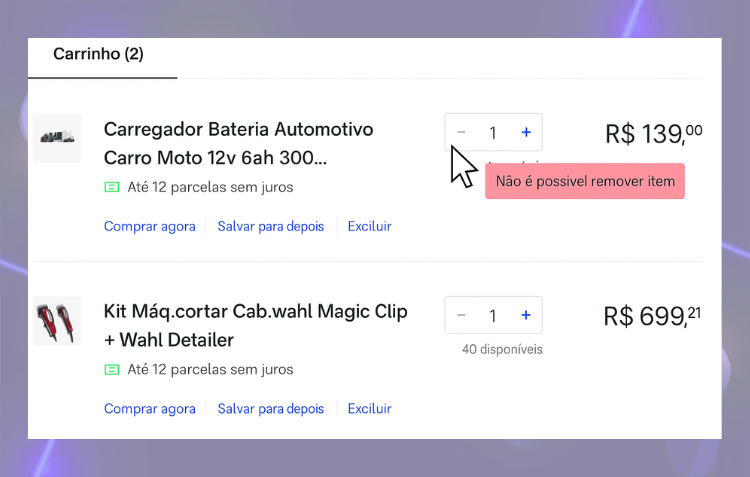 Carrinho (2)
Carregador Bateria Automotivo
Carro Moto 12v 6ah 300...
Até 12 parcelas sem juros
Comprar agora Salvar para depois Exciluir
− 1 +
Não é possivel remover item
R$ 139,00
Kit Máq.cortar Cab.wahl Magic Clip
+ Wahl Detailer
Até 12 parcelas sem juros
Comprar agora Salvar para depois Exciluir
− 1 +
40 disponíveis
R$ 699,21